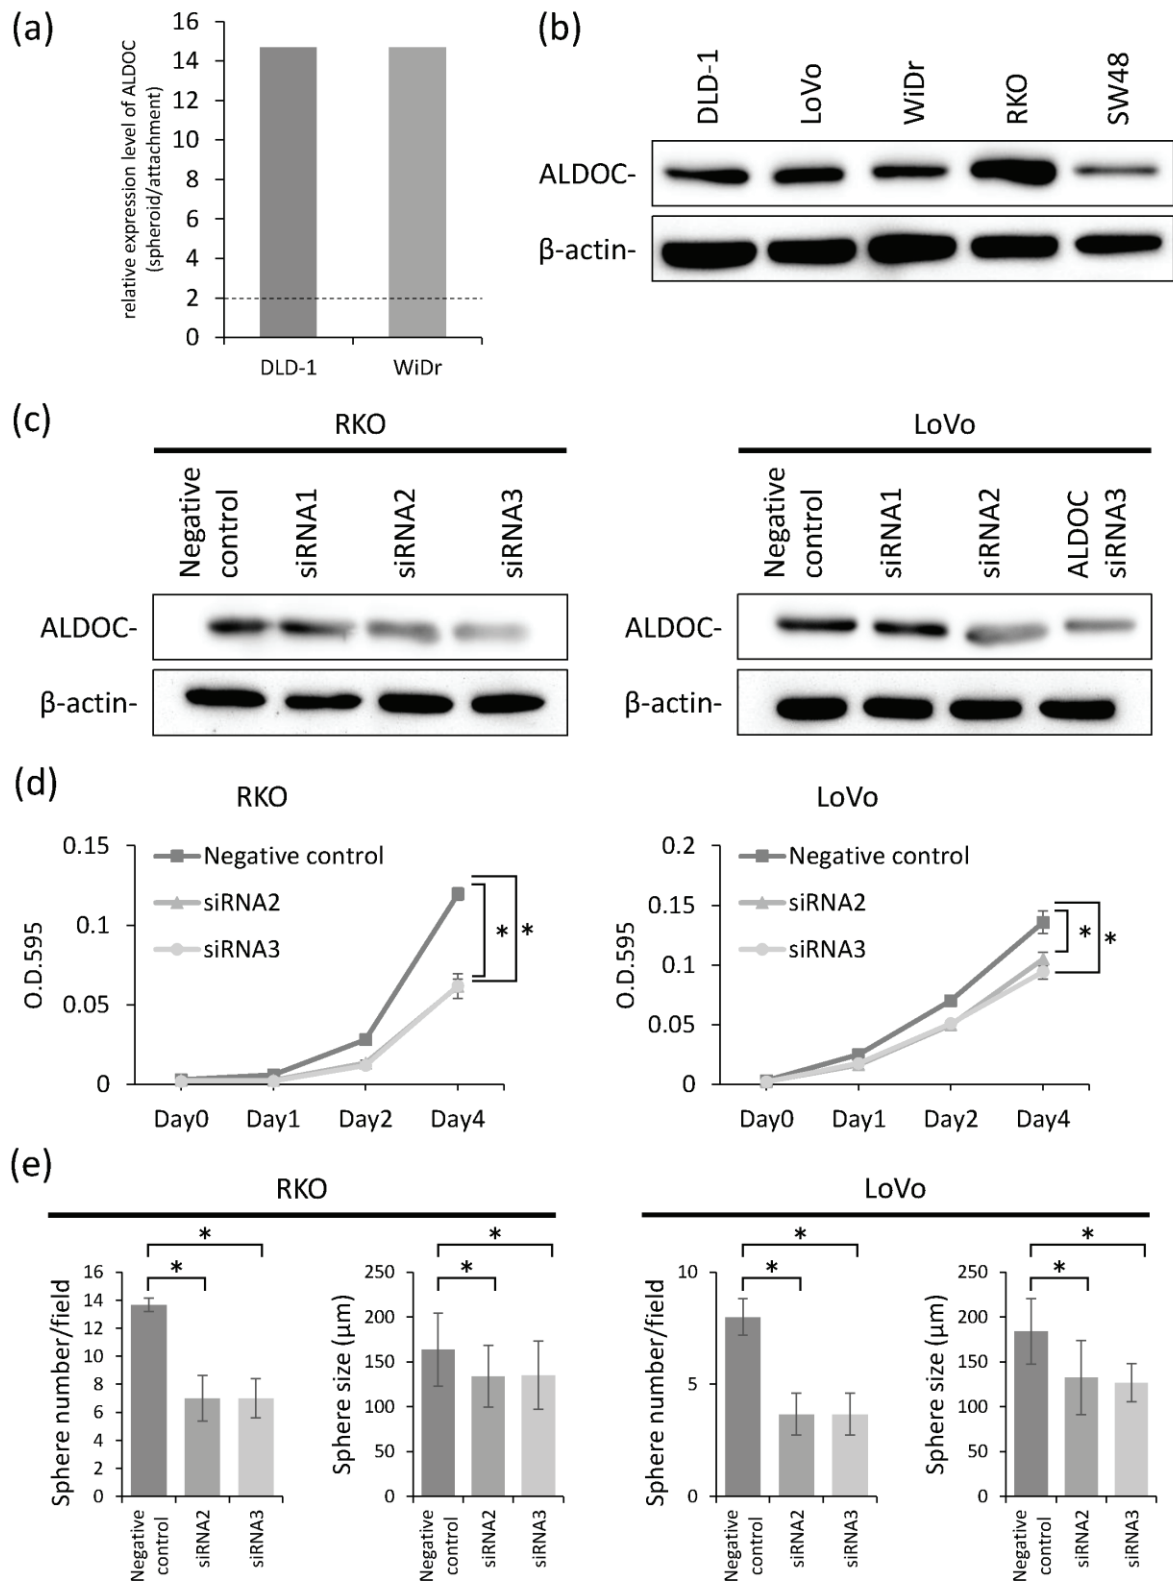 (a)
relative expression level of ALDOC
(spheroid/attachment)
16
14
12
10
8
6
4
2
0
DLD-1 WiDr
(b)
DLD-1 LoVo WiDr RKO SW48
ALDOC-
β-actin-
(c)
RKO
Negative control siRNA1 siRNA2 siRNA3
ALDOC-
β-actin-
LoVo
Negative control siRNA1 siRNA2 ALDOC siRNA3
ALDOC-
β-actin-
(d)
RKO
O.D.595
0.15
0.1
0.05
0
Negative control
siRNA2
siRNA3
* *
Day0 Day1 Day2 Day4
LoVo
O.D.595
0.2
0.15
0.1
0.05
0
Negative control
siRNA2
siRNA3
* *
Day0 Day1 Day2 Day4
(e)
RKO
*
*
Sphere number/field
16
14
12
10
8
6
4
2
0
Negative control siRNA2 siRNA3
*
*
Sphere size (μm)
250
200
150
100
50
0
Negative control siRNA2 siRNA3
LoVo
*
*
Sphere number/field
10
5
0
Negative control siRNA2 siRNA3
*
*
Sphere size (μm)
250
200
150
100
50
0
Negative control siRNA2 siRNA3